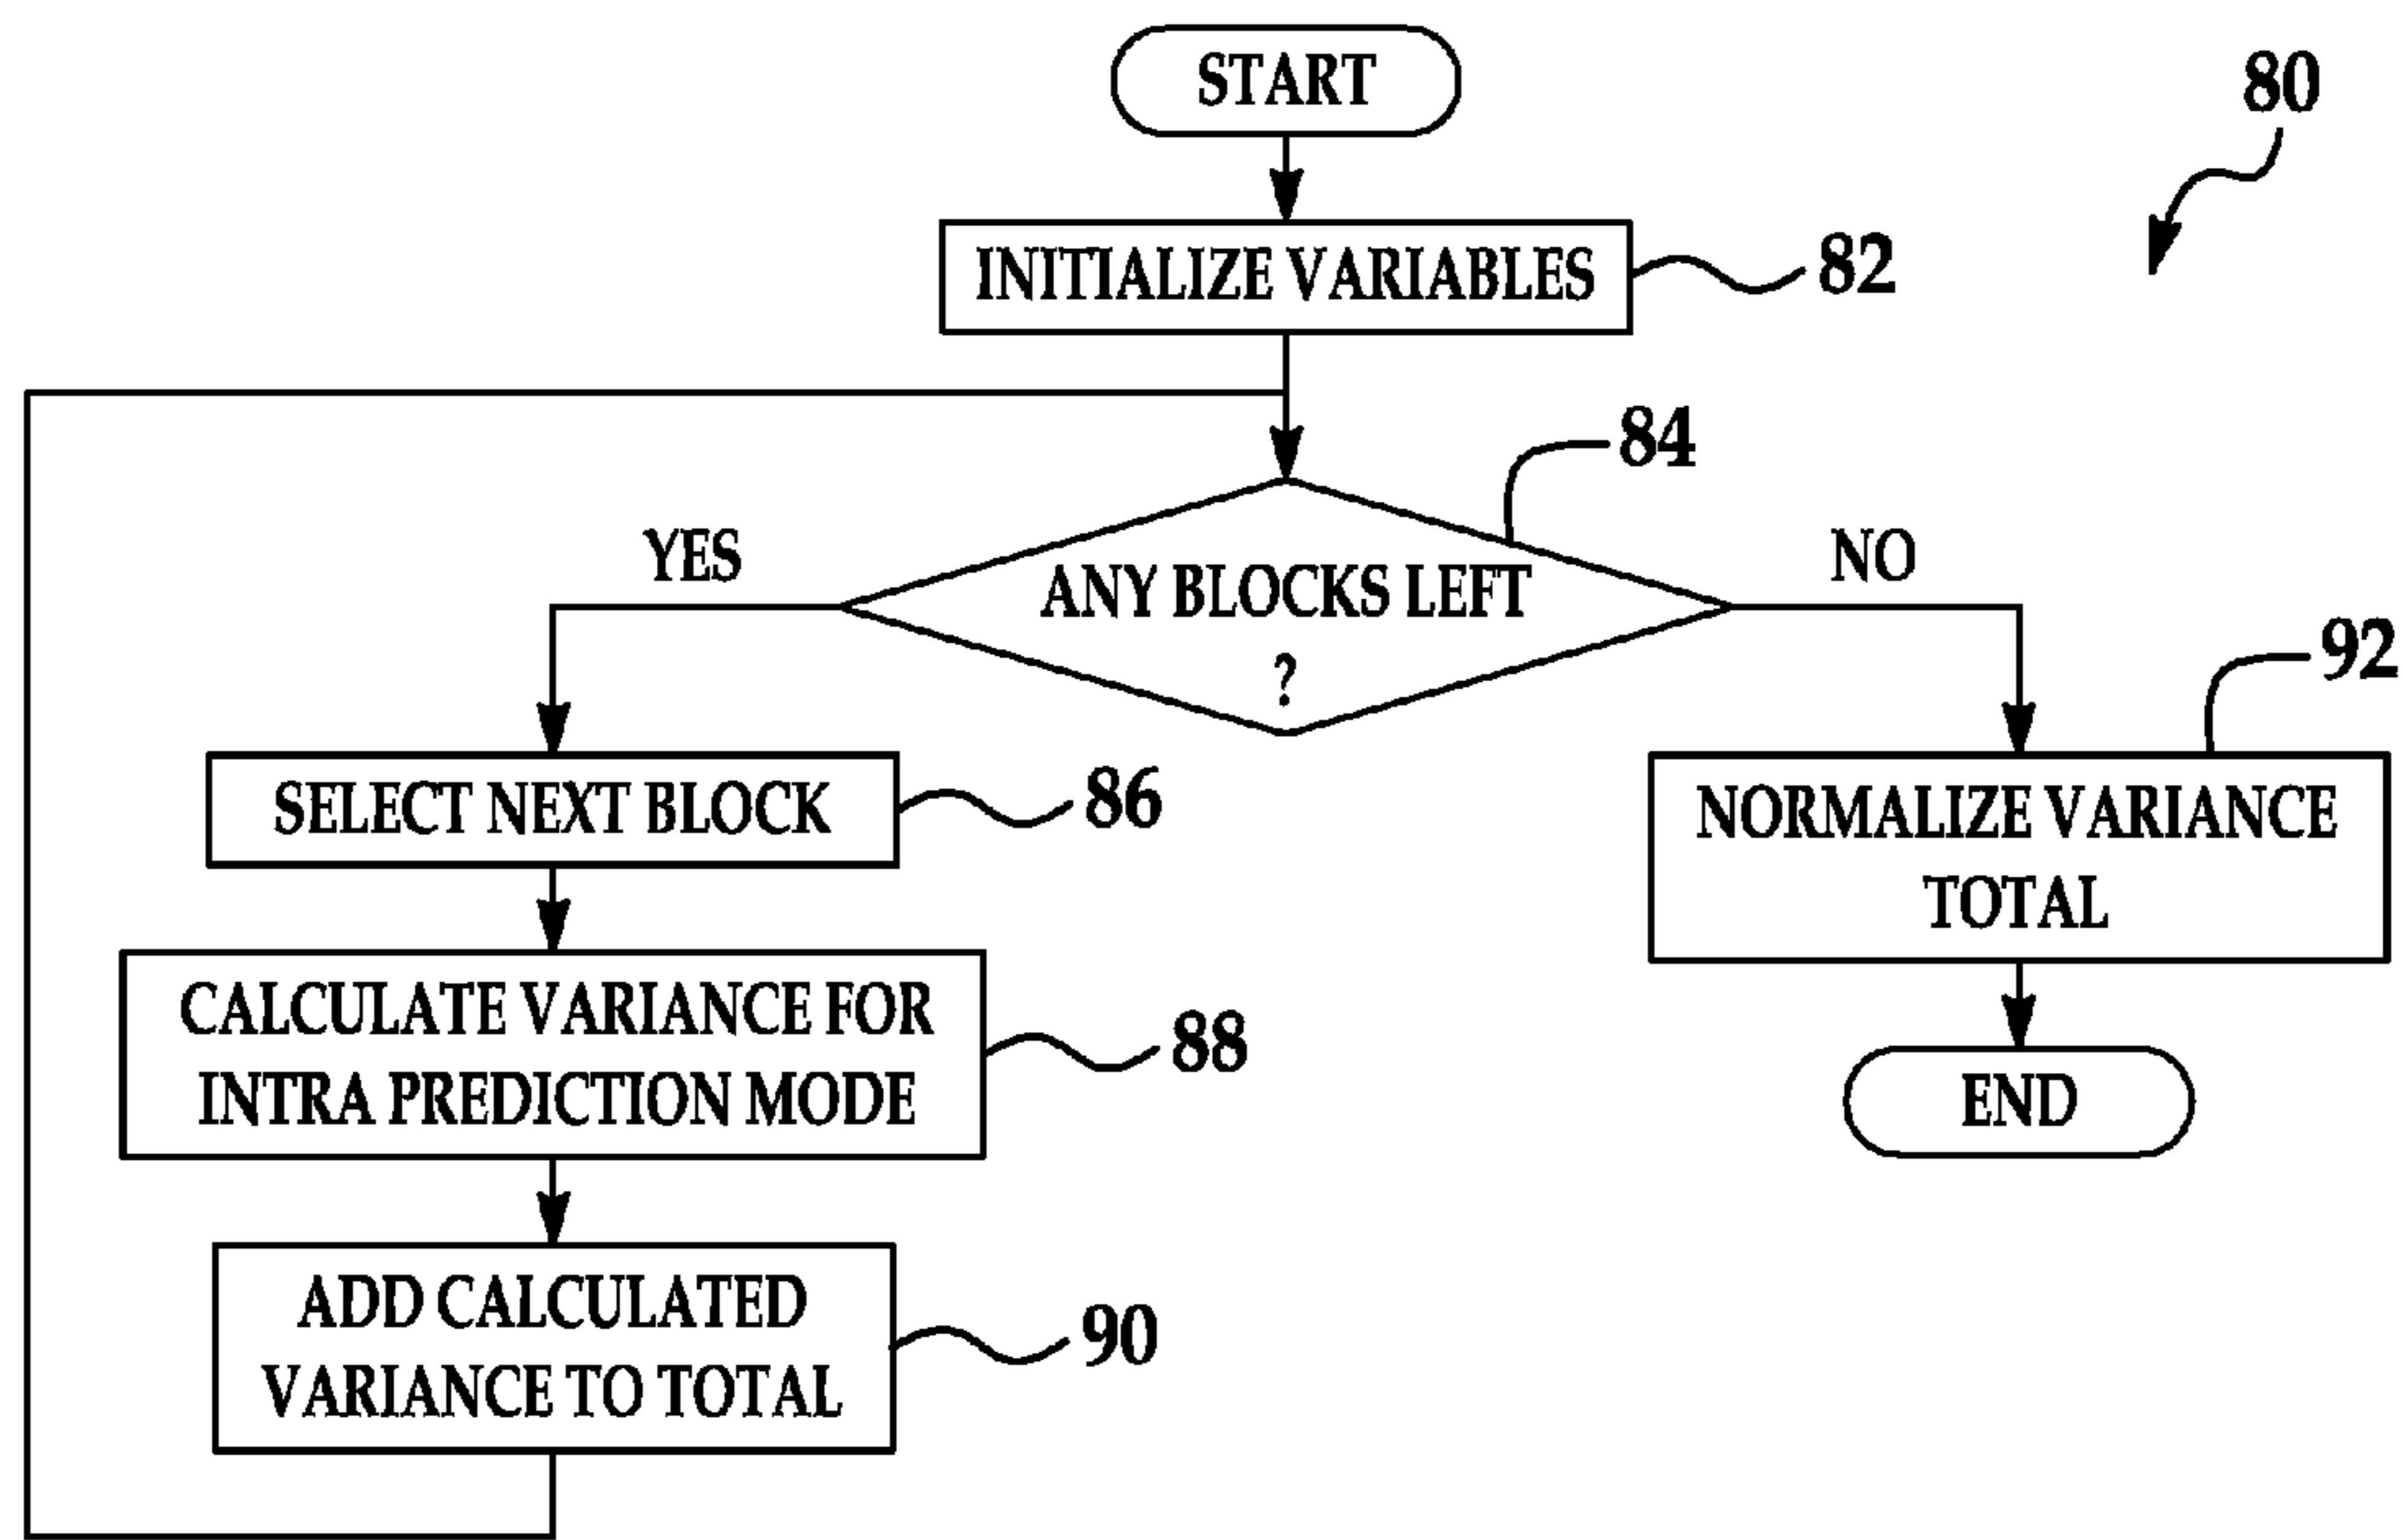 START
80
INITIALIZE VARIABLES
82
84
YES
ANY BLOCKS LEFT
?
NO
92
SELECT NEXT BLOCK
86
NORMALIZE VARIANCE
TOTAL
CALCULATE VARIANCE FOR
INTRA PREDICTION MODE
88
END
ADD CALCULATED
VARIANCE TO TOTAL
90